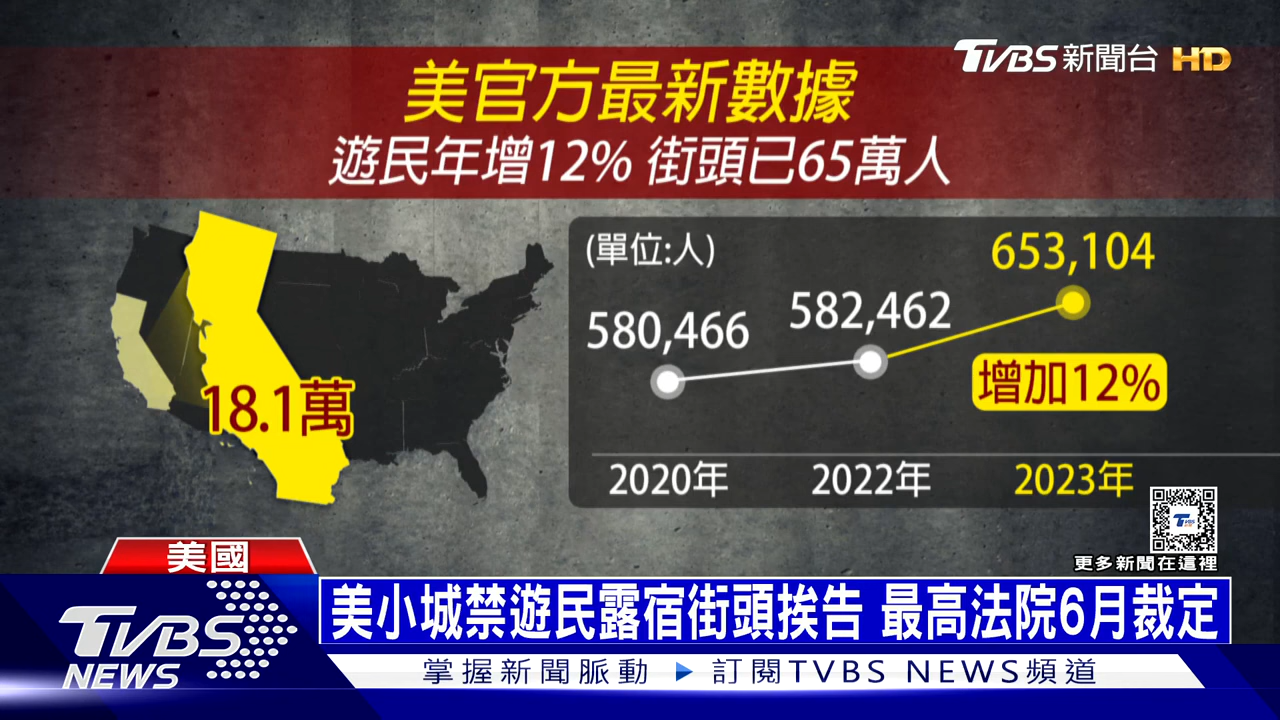 TVBS新聞台 HD
美官方最新數據
遊民年增12% 街頭已65萬人
18.1萬
(單位:人)
580,466
582,462
653,104
增加12%
2020年
2022年
2023年
TVBS
更多新聞在這裡
美國
美小城禁遊民露宿街頭挨告 最高法院6月裁定
TVBS
NEWS
掌握新聞脈動 ▶ 訂閱TVBS NEWS頻道